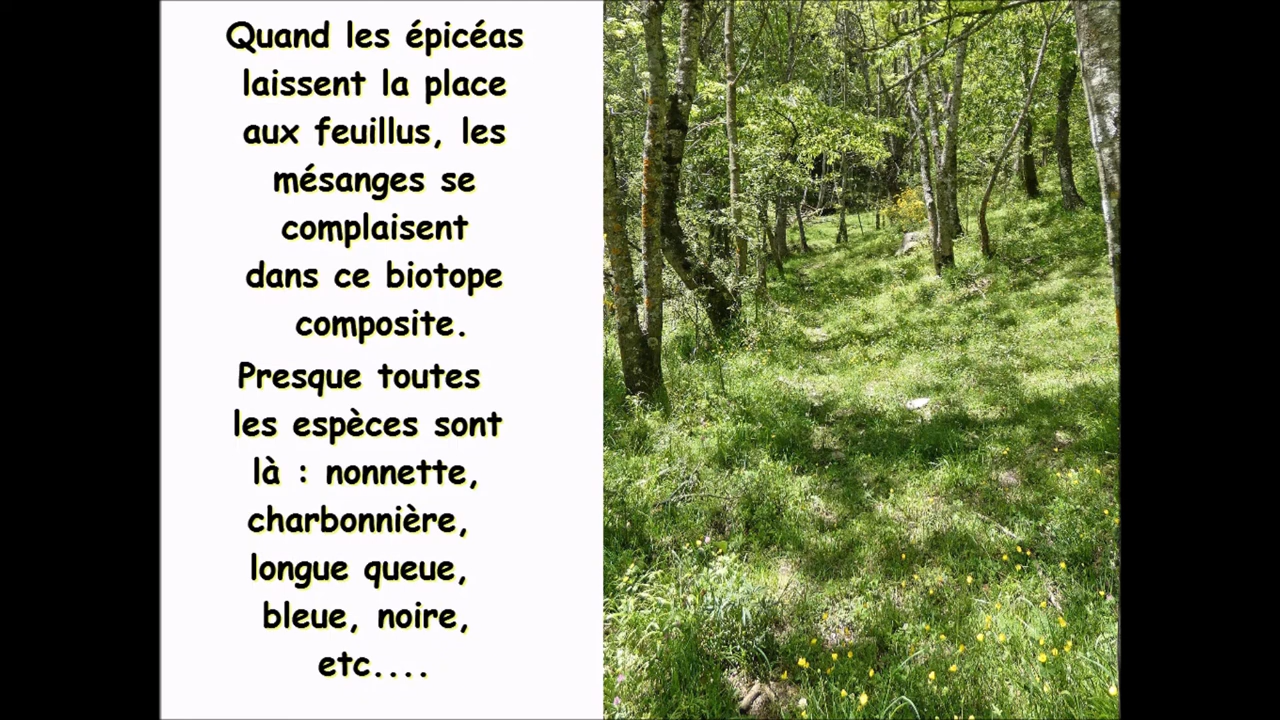 Quand les épicéas
laissent la place
aux feuillus, les
mésanges se
complaisent
dans ce biotope
composite.
Presque toutes
les espèces sont
là : nonnette,
charbonnière,
longue queue,
bleue, noire,
etc....